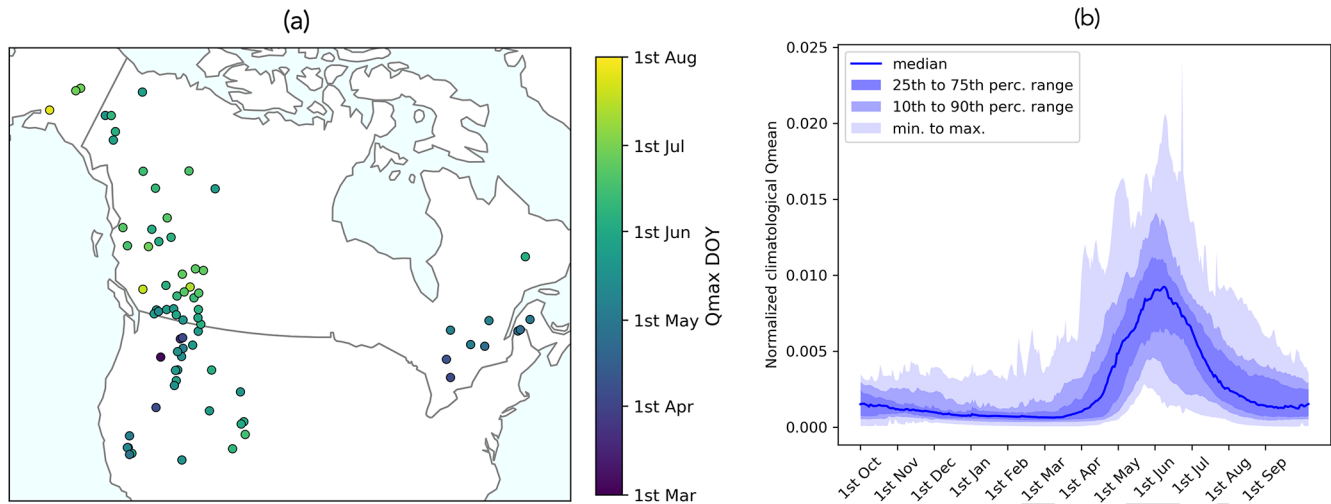 (a)
1st Aug
1st Jul
1st Jun
1st May
1st Apr
1st Mar
Qmax DOY
(b)
0.025
0.020
0.015
0.010
0.005
0.000
Normalized climatological Qmean
median
25th to 75th perc. range
10th to 90th perc. range
min. to max.
1st Oct
1st Nov
1st Dec
1st Jan
1st Feb
1st Mar
1st Apr
1st May
1st Jun
1st Jul
1st Aug
1st Sep